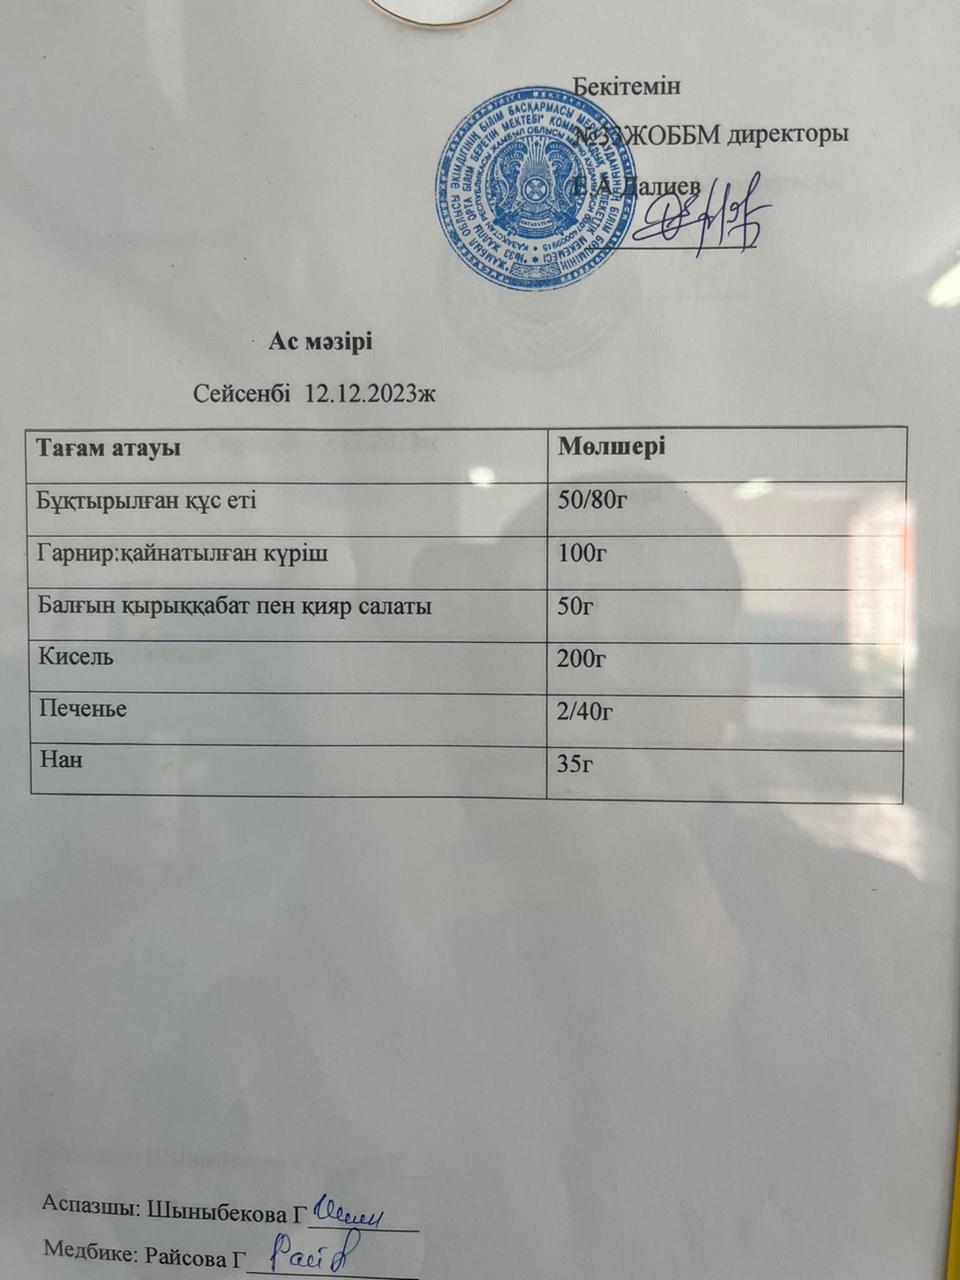 Бекітемін
№33ЖОББМ директоры
Е.А.Далиев
Ас мәзірі
Сейсенбі 12.12.2023ж
Тағам атауы Мөлшері
Бұқтырылған құс еті 50/80г
Гарнир:қайнатылған күріш 100г
Балғын қырыққабат пен қияр салаты 50г
Кисель 200г
Печенье 2/40г
Нан 35г
Аспазшы: Шыныбекова Г
Медбике: Райсова Г